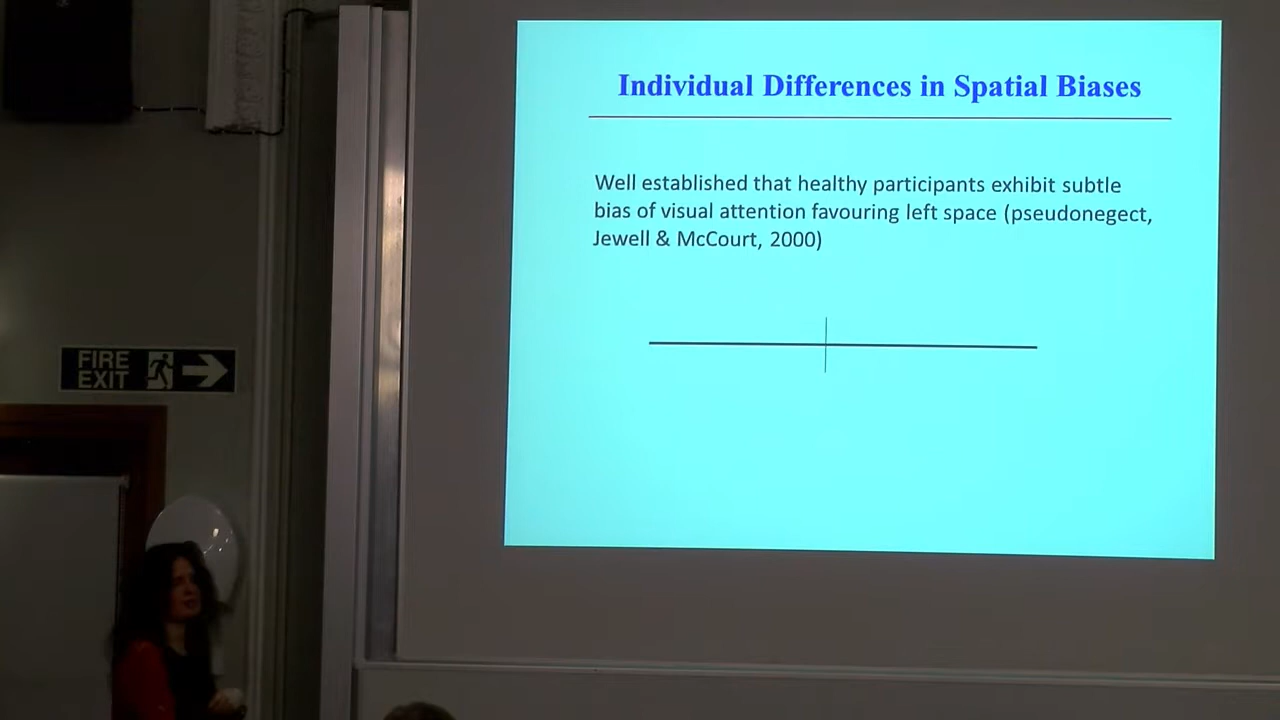 Individual Differences in Spatial Biases
Well established that healthy participants exhibit subtle
bias of visual attention favouring left space (pseudonegect,
Jewell & McCourt, 2000)
FIRE
EXIT